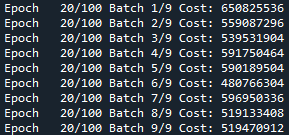 Epoch   20/100 Batch 1/9 Cost: 650825536
Epoch   20/100 Batch 2/9 Cost: 559087296
Epoch   20/100 Batch 3/9 Cost: 539531904
Epoch   20/100 Batch 4/9 Cost: 591750464
Epoch   20/100 Batch 5/9 Cost: 590189504
Epoch   20/100 Batch 6/9 Cost: 480766304
Epoch   20/100 Batch 7/9 Cost: 596950336
Epoch   20/100 Batch 8/9 Cost: 519133408
Epoch   20/100 Batch 9/9 Cost: 519470912